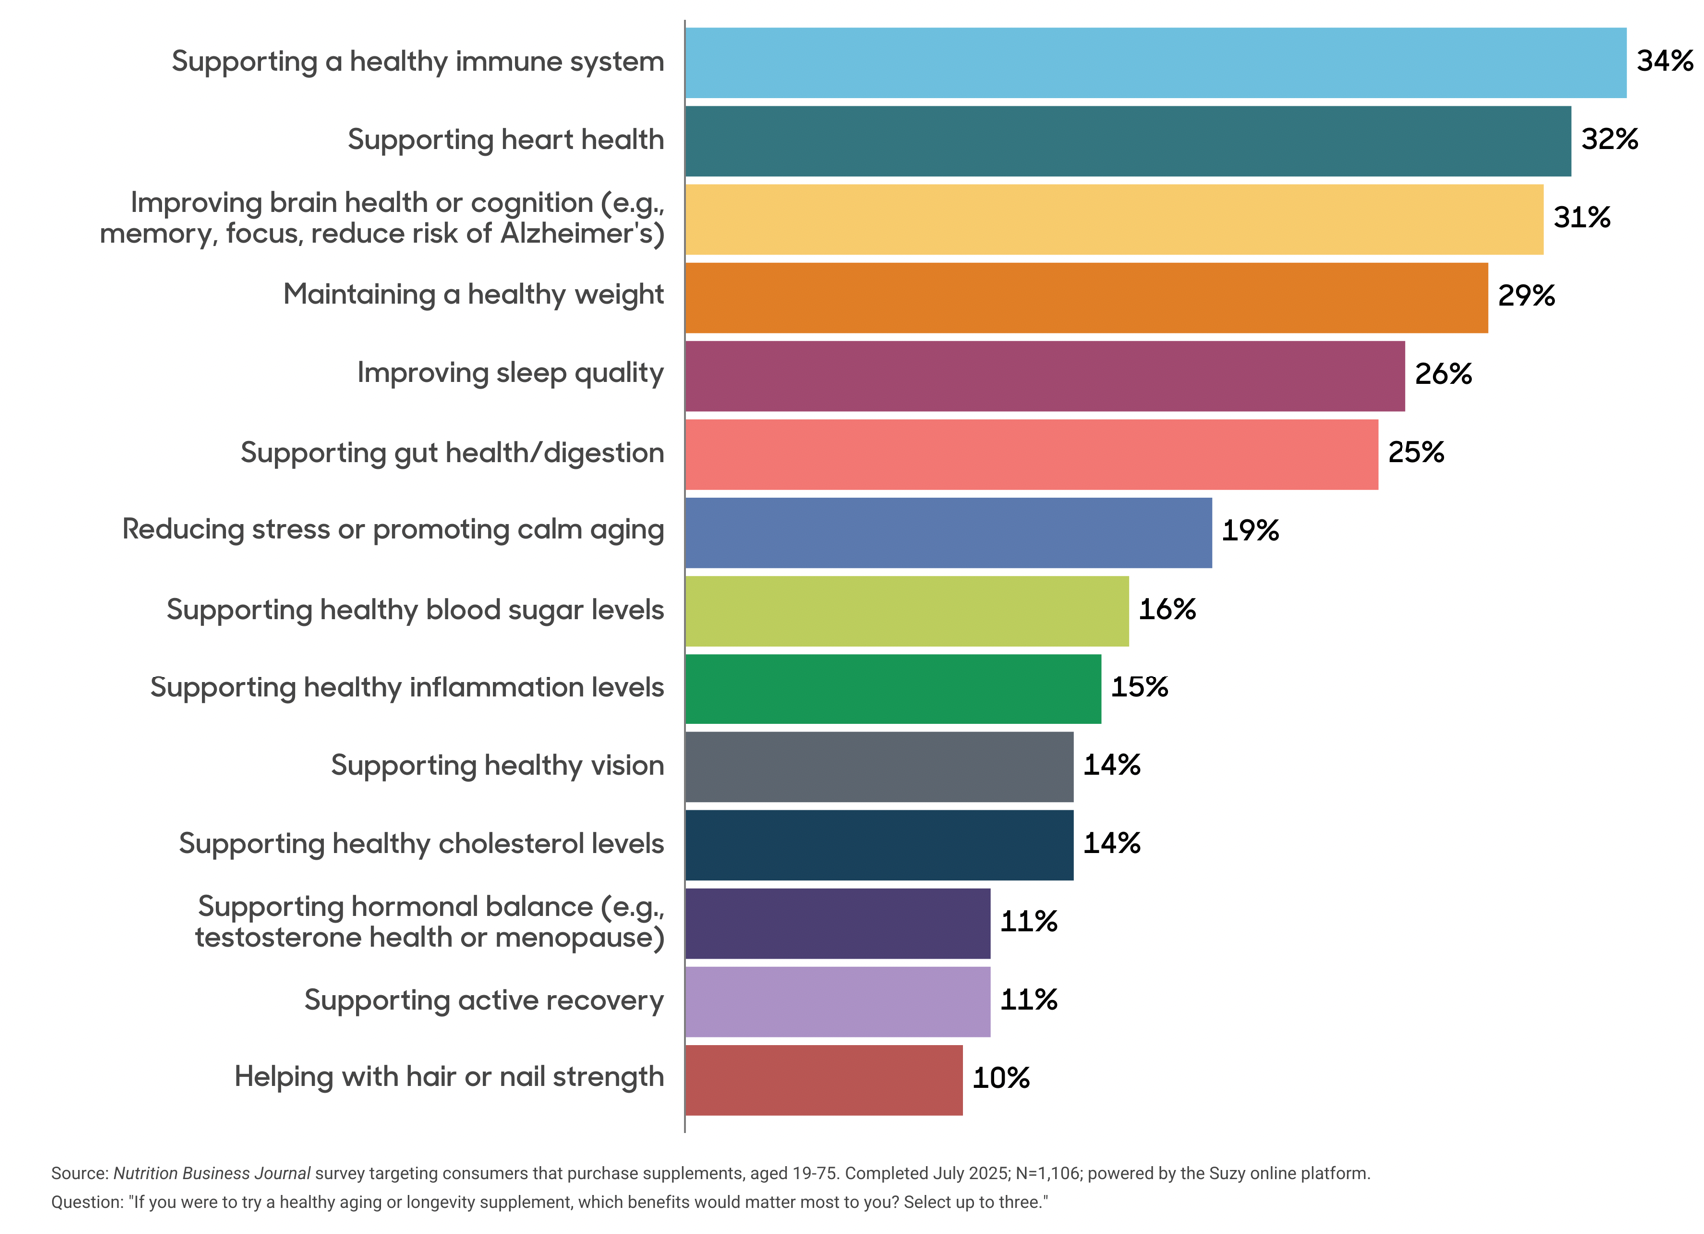 Supporting a healthy immune system 34%
Supporting heart health 32%
Improving brain health or cognition (e.g.,
memory, focus, reduce risk of Alzheimer's) 31%
Maintaining a healthy weight 29%
Improving sleep quality 26%
Supporting gut health/digestion 25%
Reducing stress or promoting calm aging 19%
Supporting healthy blood sugar levels 16%
Supporting healthy inflammation levels 15%
Supporting healthy vision 14%
Supporting healthy cholesterol levels 14%
Supporting hormonal balance (e.g.,
testosterone health or menopause) 11%
Supporting active recovery 11%
Helping with hair or nail strength 10%
Source: Nutrition Business Journal survey targeting consumers that purchase supplements, aged 19-75. Completed July 2025; N=1,106; powered by the Suzy online platform.
Question: "If you were to try a healthy aging or longevity supplement, which benefits would matter most to you? Select up to three."